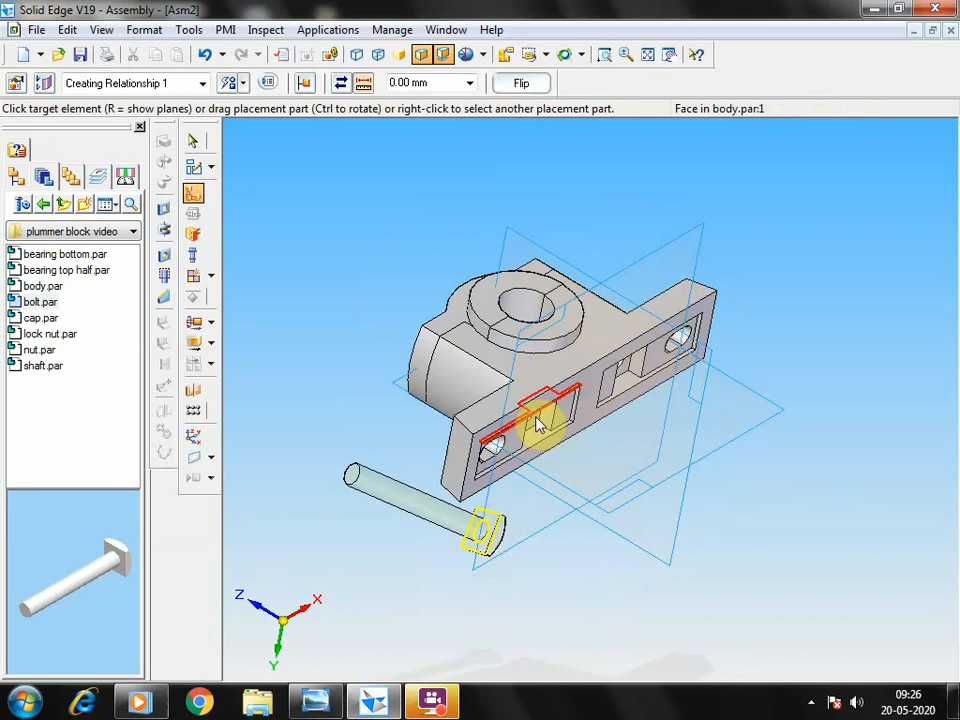 Solid Edge V19 - Assembly - [Asm2]
File Edit View Format Tools PMI Inspect Applications Manage Window Help
Creating Relationship 1
0.00 mm
Flip
Click target element (R = show planes) or drag placement part (Ctrl to rotate) or right-click to select another placement part.
Face in body.par:1
plummer block video
bearing bottom.par
bearing top half.par
body.par
bolt.par
cap.par
lock nut.par
nut.par
shaft.par
Z
X
Y
09:26
20-05-2020